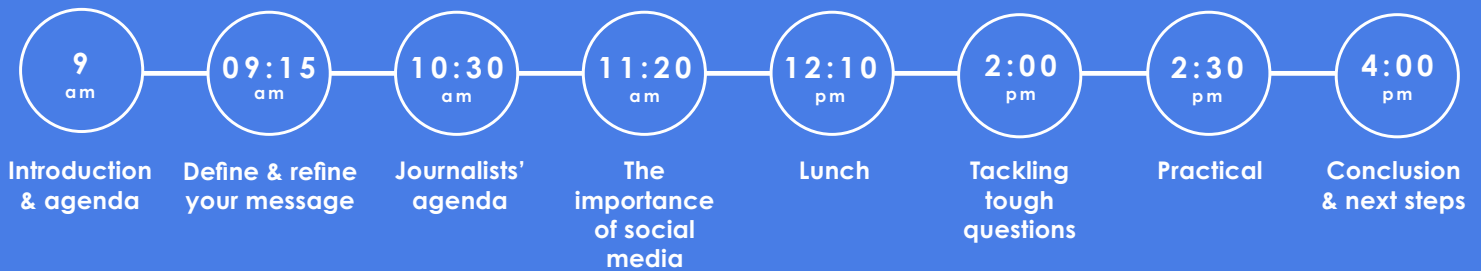 9
am
Introduction
& agenda
09:15
am
Define & refine
your message
10:30
am
Journalists’
agenda
11:20
am
The
importance
of social
media
12:10
pm
Lunch
2:00
pm
Tackling
tough
questions
2:30
pm
Practical
4:00
pm
Conclusion
& next steps